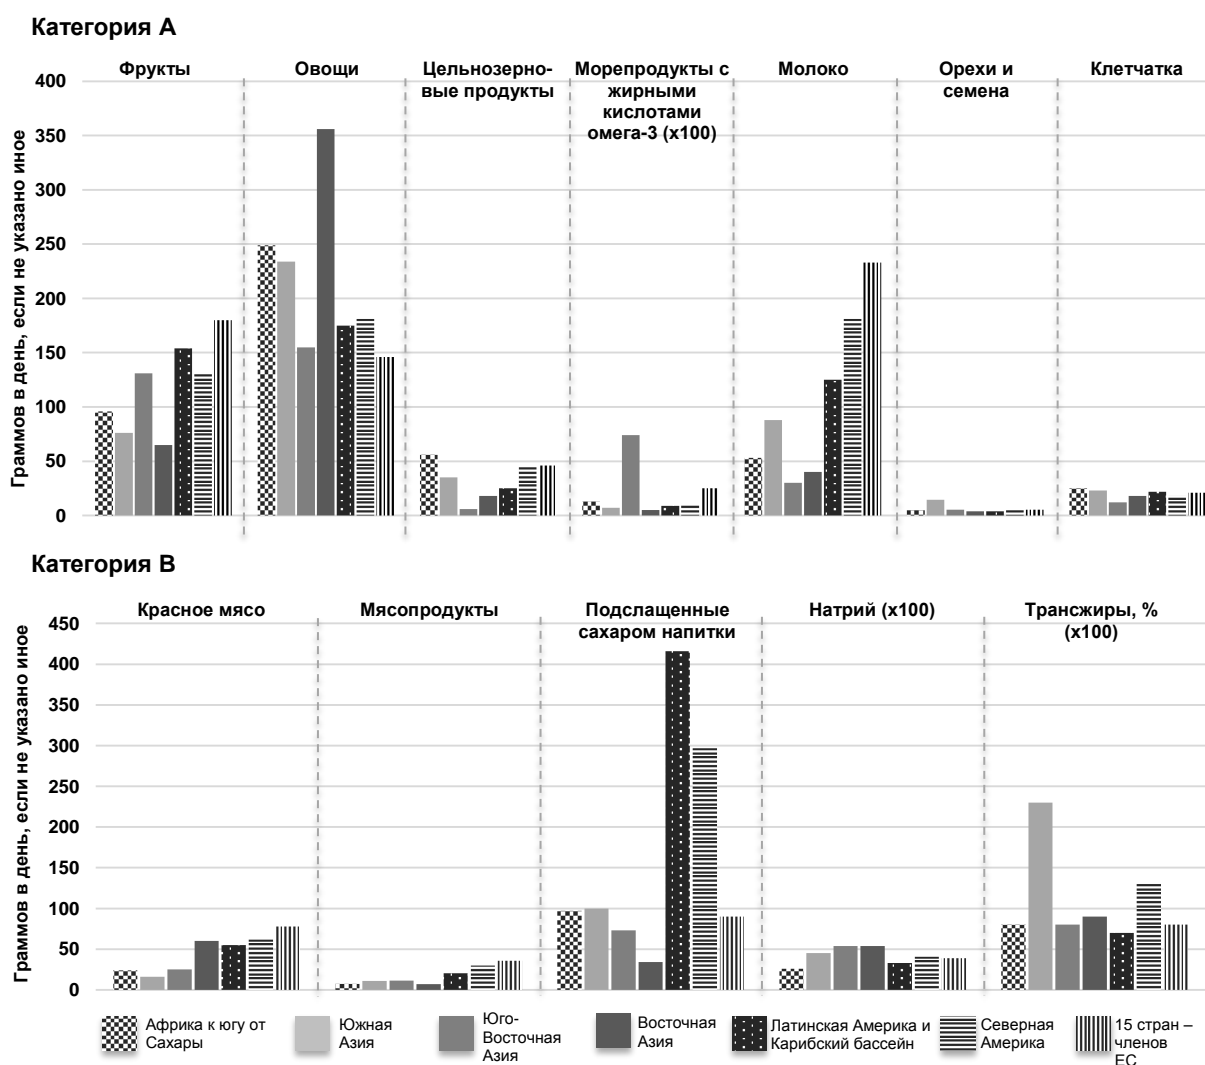 Категория А
Фрукты
Овощи
Цельнозерно-
вые продукты
Морепродукты с
жирными
кислотами
омега-3 (x100)
Молоко
Орехи и
семена
Клетчатка
Граммов в день, если не указано иное
400
350
300
250
200
150
100
50
0
Категория В
Красное мясо
Мясопродукты
Подслащенные
сахаром напитки
Натрий (x100)
Трансжиры, %
(x100)
Граммов в день, если не указано иное
450
400
350
300
250
200
150
100
50
0
Африка к югу от
Сахары
Южная
Азия
Юго-
Восточная
Азия
Восточная
Азия
Латинская Америка и
Карибский бассейн
Северная
Америка
15 стран –
членов
ЕС